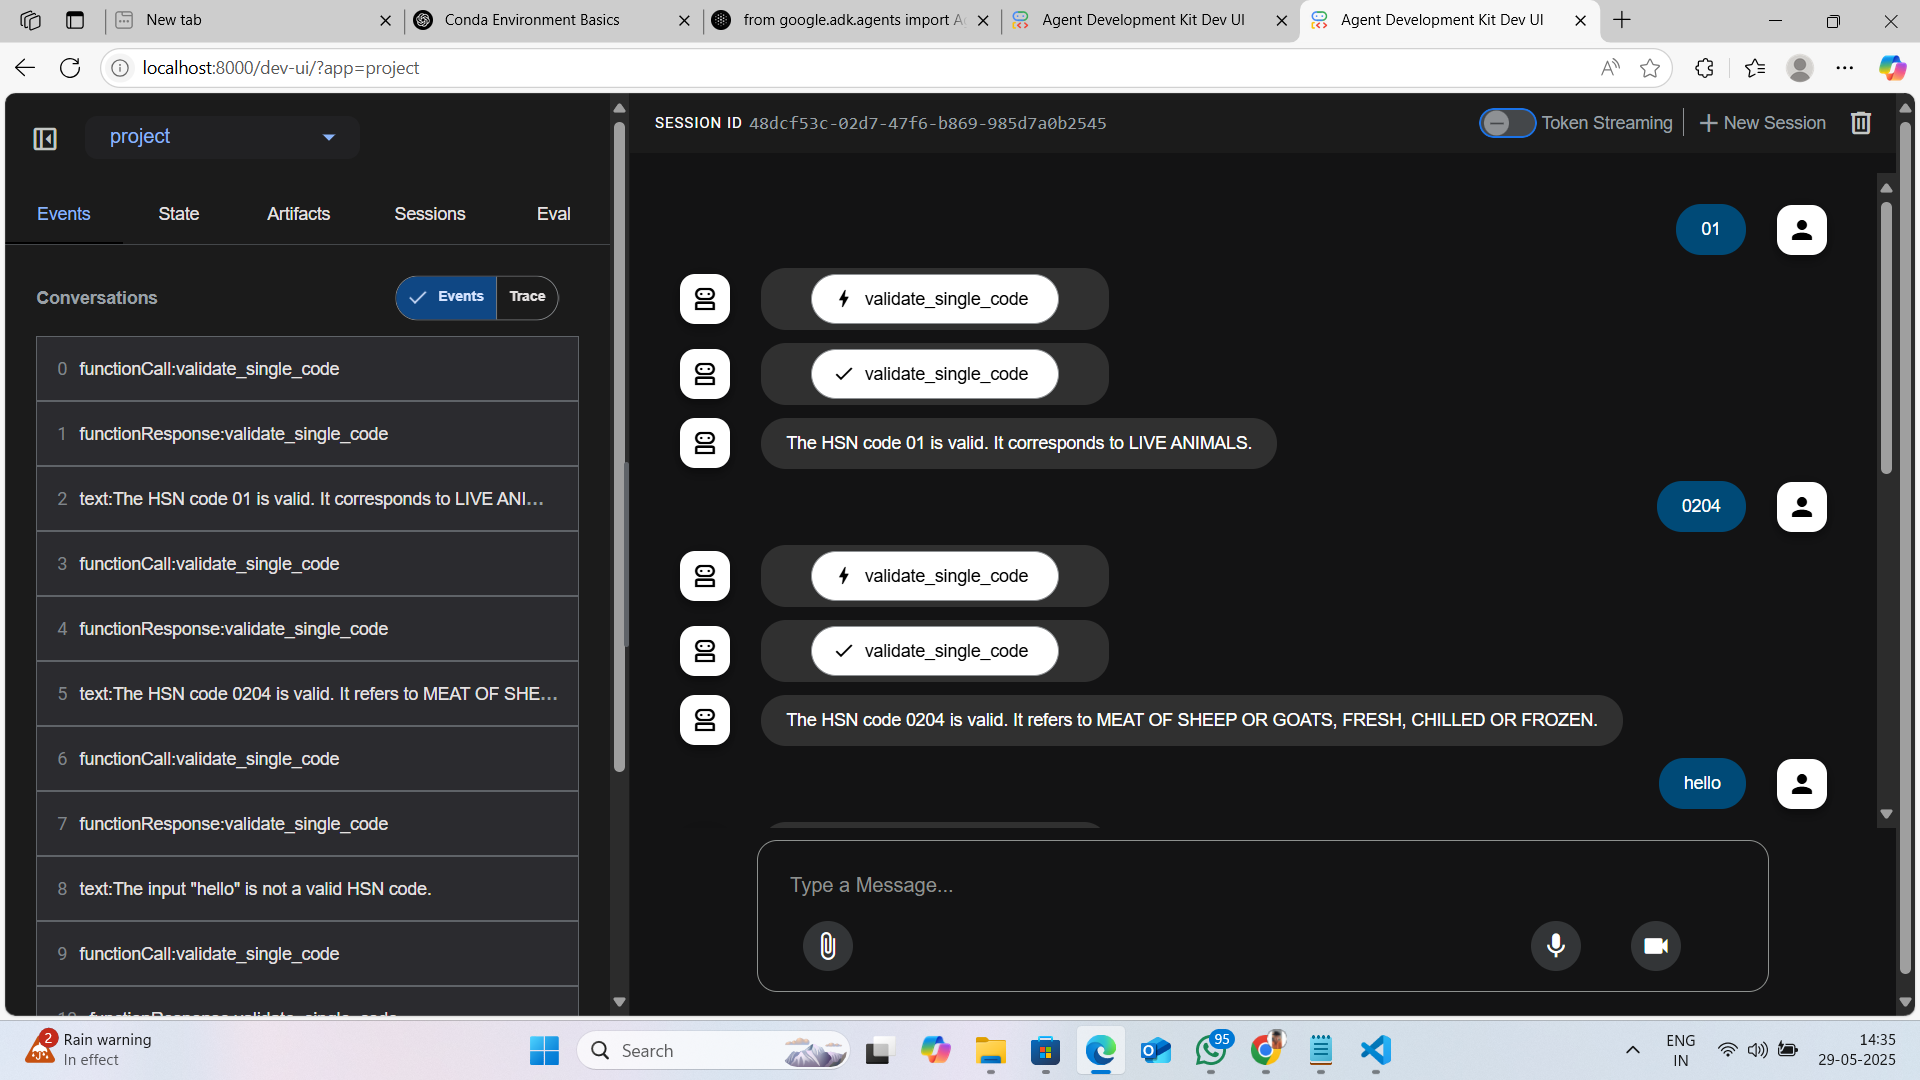 New tab
Conda Environment Basics
from google.adk.agents import A
Agent Development Kit Dev UI
Agent Development Kit Dev UI
localhost:8000/dev-ui/?app=project
project
SESSION ID 48dcf53c-02d7-47f6-b869-985d7a0b2545
Token Streaming
New Session
Events
State
Artifacts
Sessions
Eval
Conversations
Events
Trace
0 functionCall:validate_single_code
1 functionResponse:validate_single_code
2 text:The HSN code 01 is valid. It corresponds to LIVE ANI...
3 functionCall:validate_single_code
4 functionResponse:validate_single_code
5 text:The HSN code 0204 is valid. It refers to MEAT OF SHE...
6 functionCall:validate_single_code
7 functionResponse:validate_single_code
8 text:The input "hello" is not a valid HSN code.
9 functionCall:validate_single_code
10 functionResponse:validate_single_code
01
validate_single_code
validate_single_code
The HSN code 01 is valid. It corresponds to LIVE ANIMALS.
0204
validate_single_code
validate_single_code
The HSN code 0204 is valid. It refers to MEAT OF SHEEP OR GOATS, FRESH, CHILLED OR FROZEN.
hello
Type a Message...
2
Rain warning
In effect
Search
95
ENG
IN
14:35
29-05-2025